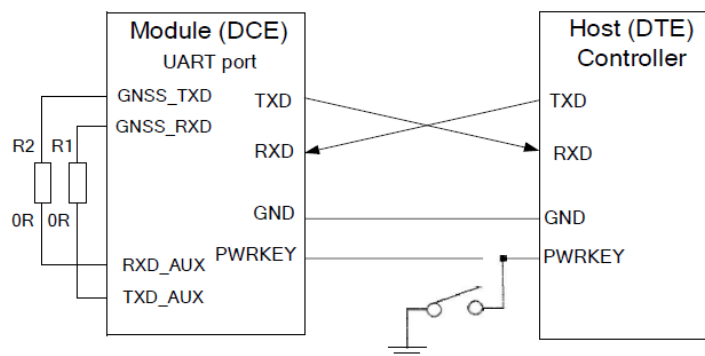 Module (DCE)
UART port
GNSS_TXD
GNSS_RXD
TXD
RXD
GND
PWRKEY
RXD_AUX
TXD_AUX
R2
R1
0R
0R
Host (DTE)
Controller
TXD
RXD
GND
PWRKEY